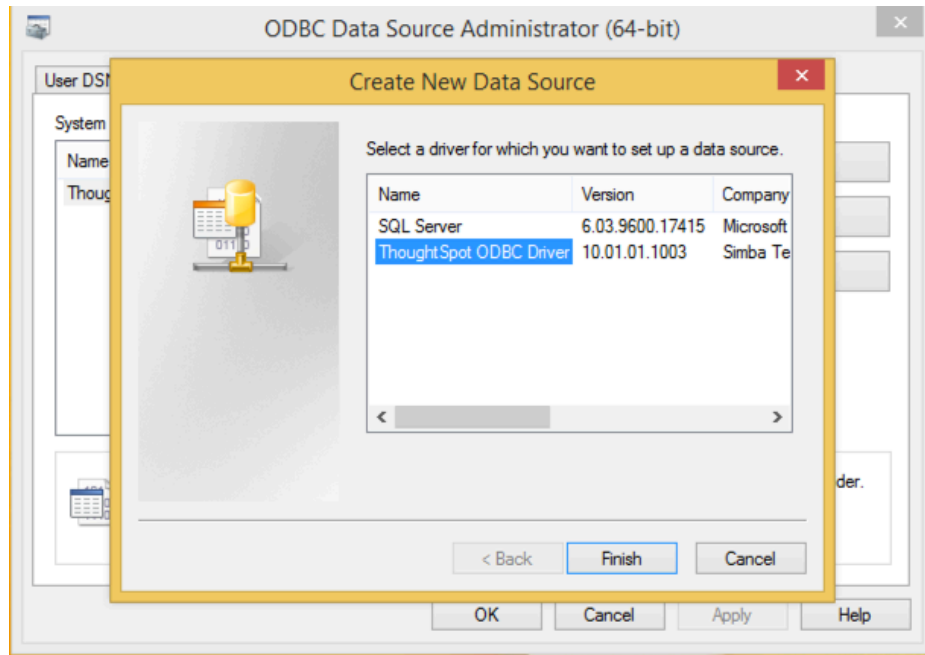 ODBC Data Source Administrator (64-bit)
User DSN
Create New Data Source
System
Name
Thoug
Select a driver for which you want to set up a data source.
Name Version Company
SQL Server 6.03.9600.17415 Microsoft
ThoughtSpot ODBC Driver 10.01.01.1003 Simba Te
der.
< Back Finish Cancel
OK Cancel Apply Help